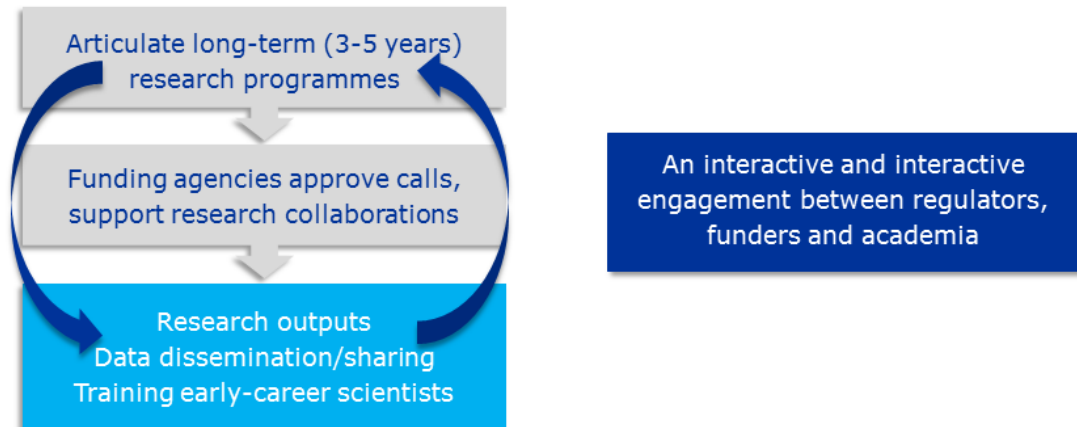 Articulate long-term (3-5 years)
research programmes
Funding agencies approve calls,
support research collaborations
Research outputs
Data dissemination/sharing
Training early-career scientists
An interactive and interactive
engagement between regulators,
funders and academia